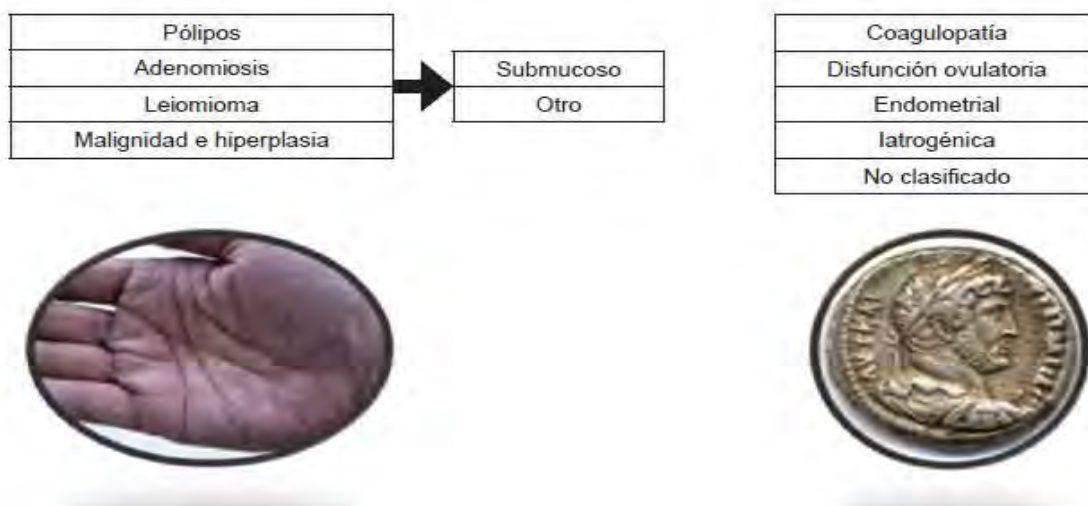 Pólipos
Adenomiosis
Leiomioma
Malignidad e hiperplasia
Submucoso
Otro
Coagulopatía
Disfunción ovulatoria
Endometrial
Iatrogénica
No clasificado